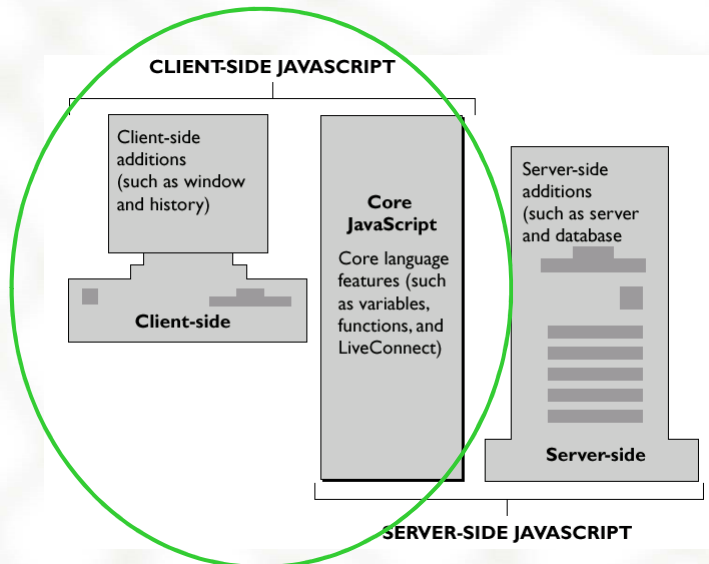 CLIENT-SIDE JAVASCRIPT
Client-side
additions
(such as window
and history)
Client-side
Core
JavaScript
Core language
features (such
as variables,
functions, and
LiveConnect)
Server-side
additions
(such as server
and database
Server-side
SERVER-SIDE JAVASCRIPT